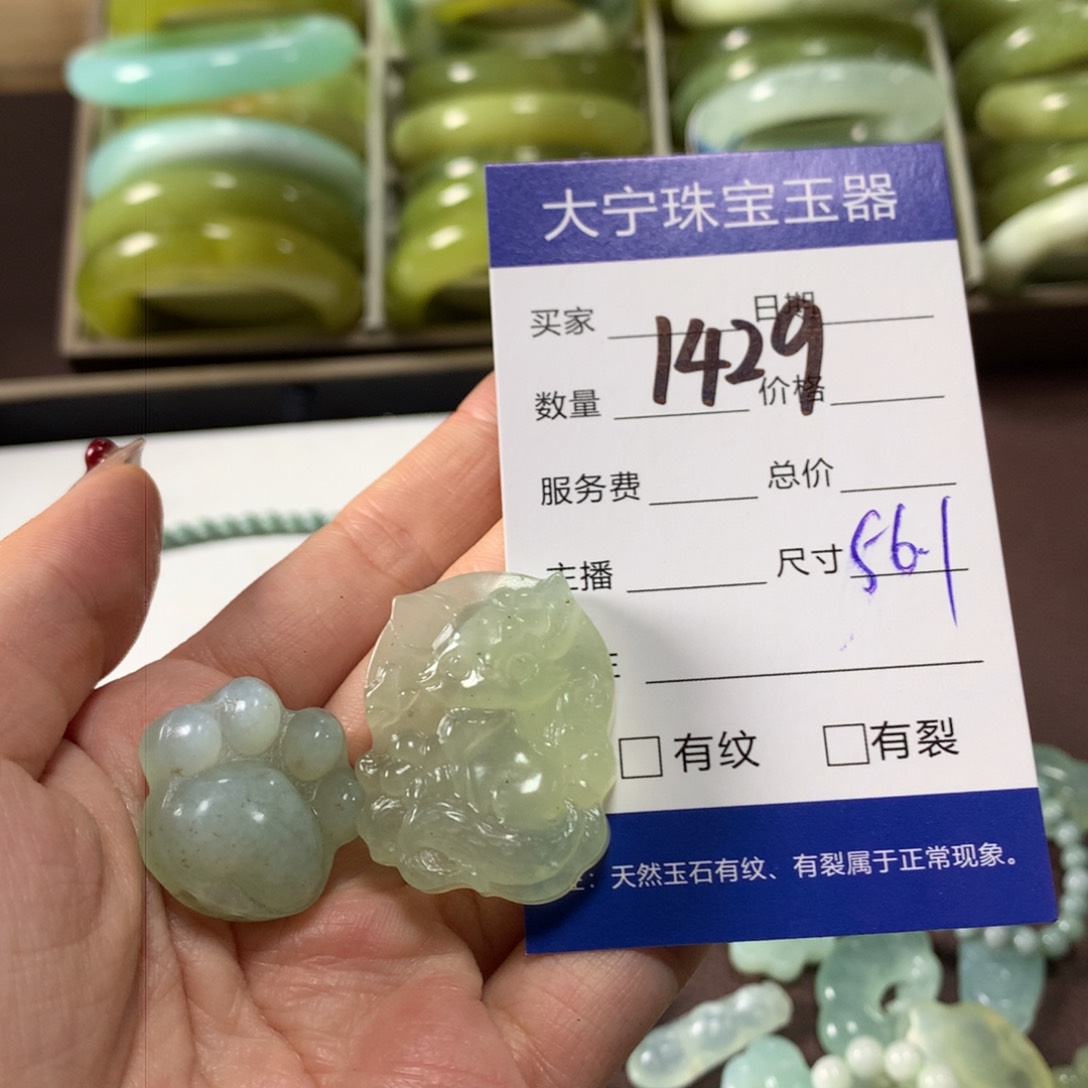 大宁珠宝玉器
买家 日期
1429
数量 价格
服务费 总价
主播 尺寸 56.1
有纹 有裂
注：天然玉石有纹、有裂属于正常现象。